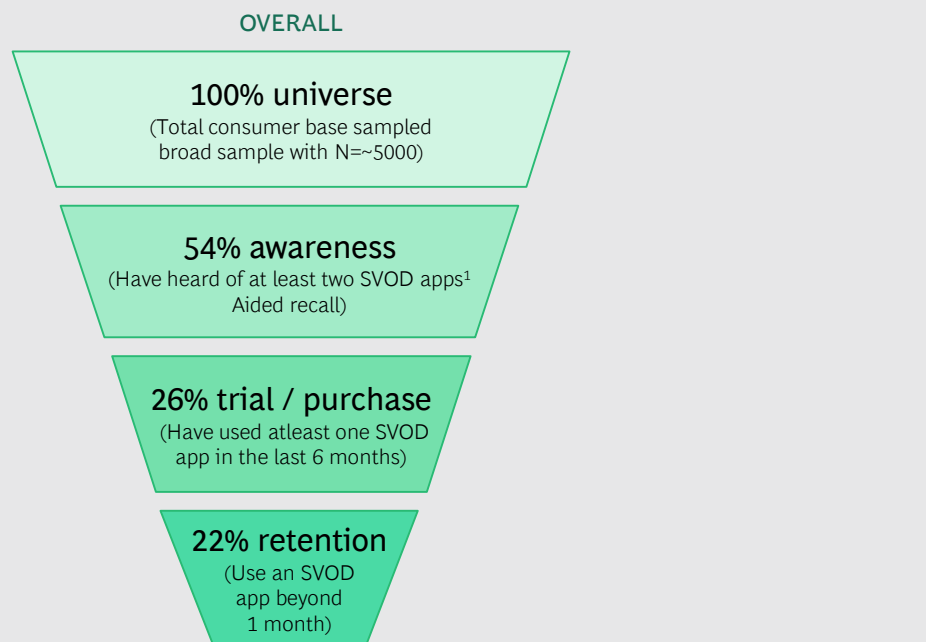 OVERALL
100% universe
(Total consumer base sampled
broad sample with N=~5000)
54% awareness
(Have heard of at least two SVOD apps¹
Aided recall)
26% trial / purchase
(Have used atleast one SVOD
app in the last 6 months)
22% retention
(Use an SVOD
app beyond
1 month)